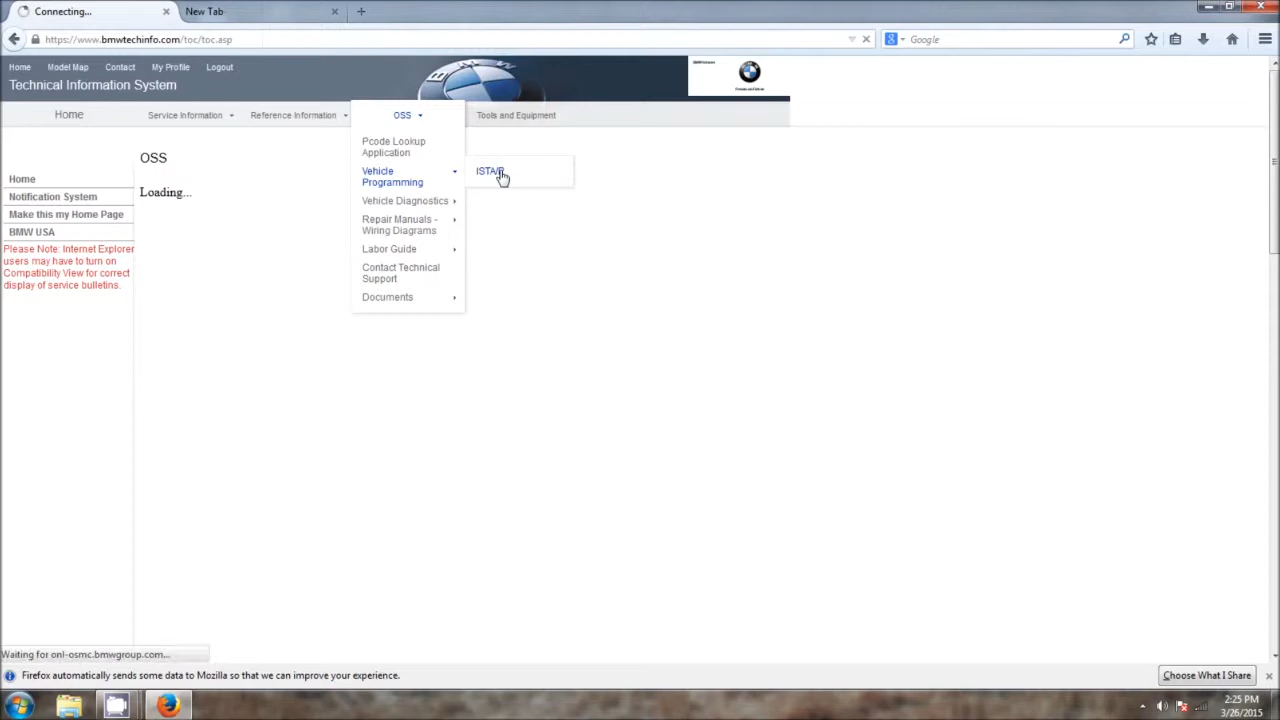 Connecting...
New Tab
https://www.bmwtechinfo.com/toc/toc.asp
Google
Home
Model Map
Contact
My Profile
Logout
Technical Information System
Home
Service Information
Reference Information
OSS
Tools and Equipment
Pcode Lookup
Application
Vehicle
Programming
ISTA/P
Vehicle Diagnostics
Repair Manuals -
Wiring Diagrams
Labor Guide
Contact Technical
Support
Documents
OSS
Loading...
Home
Notification System
Make this my Home Page
BMW USA
Please Note: Internet Explorer
users may have to turn on
Compatibility View for correct
display of service bulletins.
Waiting for onl-osmc.bmwgroup.com...
Firefox automatically sends some data to Mozilla so that we can improve your experience.
Choose What I Share
2:25 PM
3/26/2015